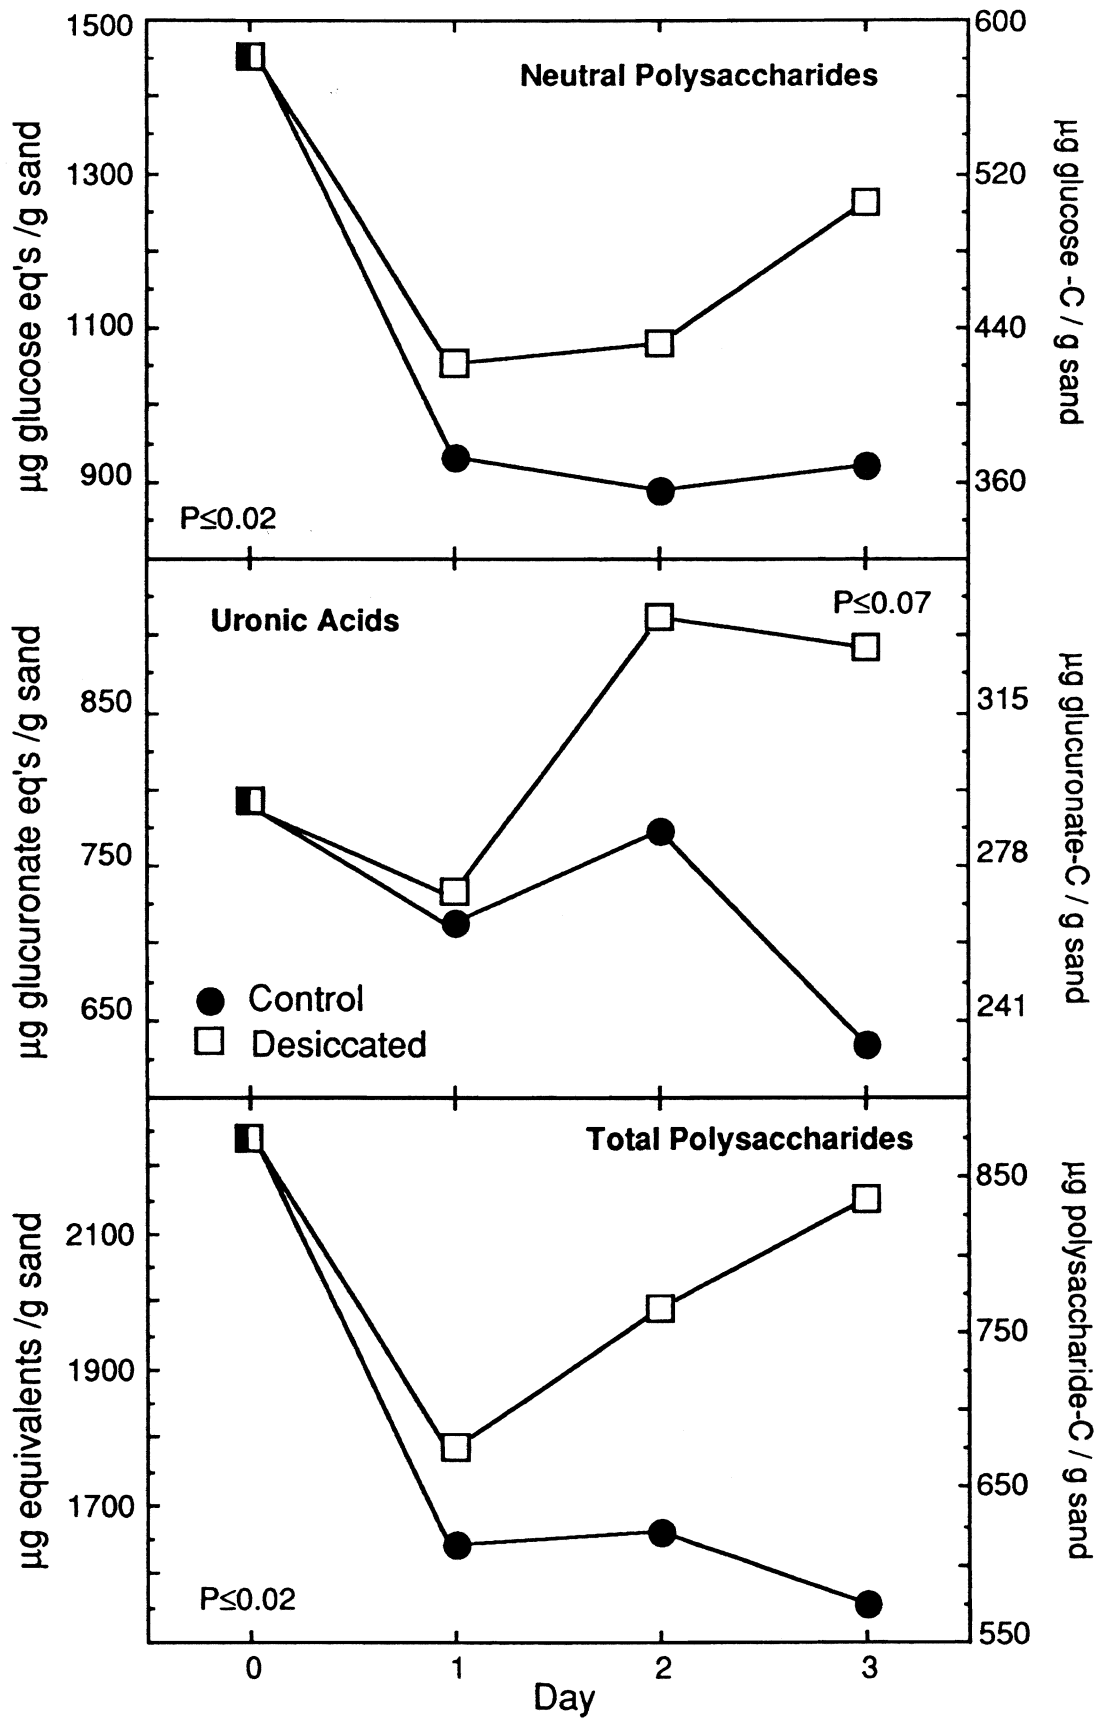 1500
600
Neutral Polysaccharides
1300
520
1100
440
900
360
P≤0.02
µg glucose eq's /g sand
µg glucose -C / g sand
P≤0.07
Uronic Acids
850
315
750
278
650
241
Control
Desiccated
µg glucuronate eq's /g sand
µg glucuronate-C / g sand
Total Polysaccharides
850
2100
750
1900
650
1700
P≤0.02
550
µg equivalents /g sand
µg polysaccharide-C / g sand
0 1 2 3
Day